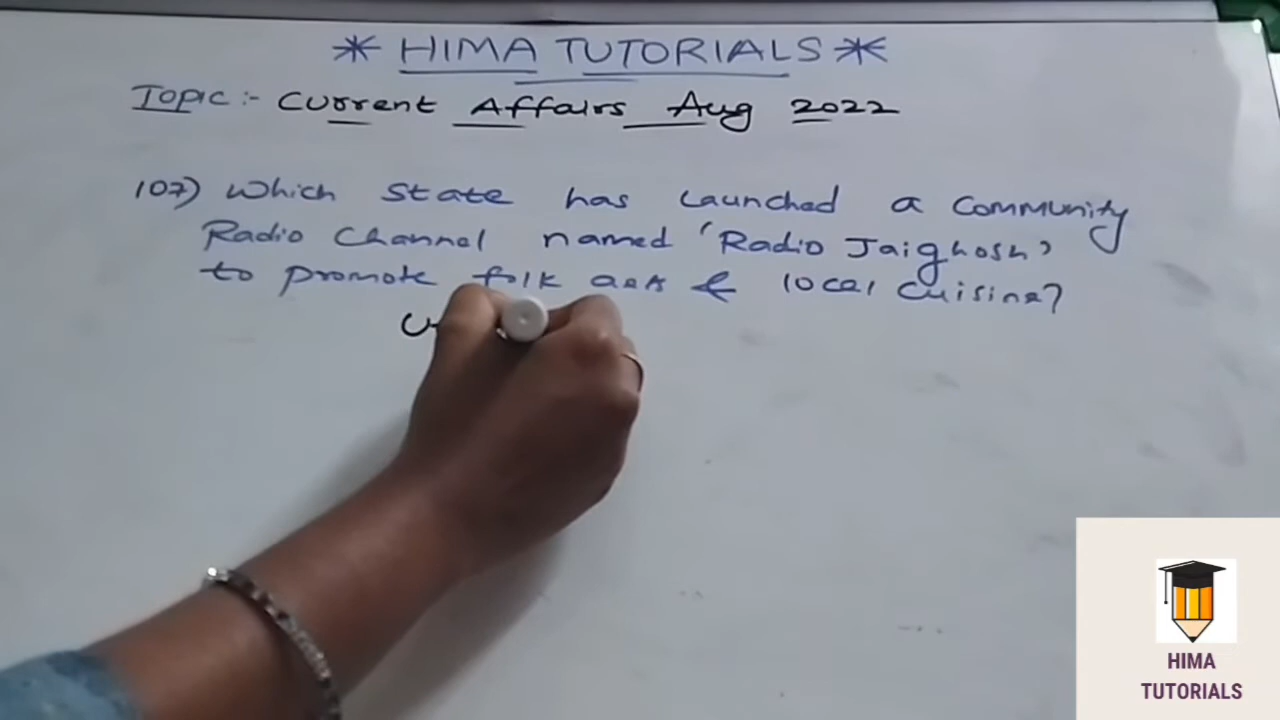 * HIMA TUTORIALS *
Topic:- Current Affairs Aug 2022
107) Which State has Launched a Community
Radio Channel named 'Radio Jaighosh'
to promote folk arts & local Cuisine?
U
HIMA
TUTORIALS